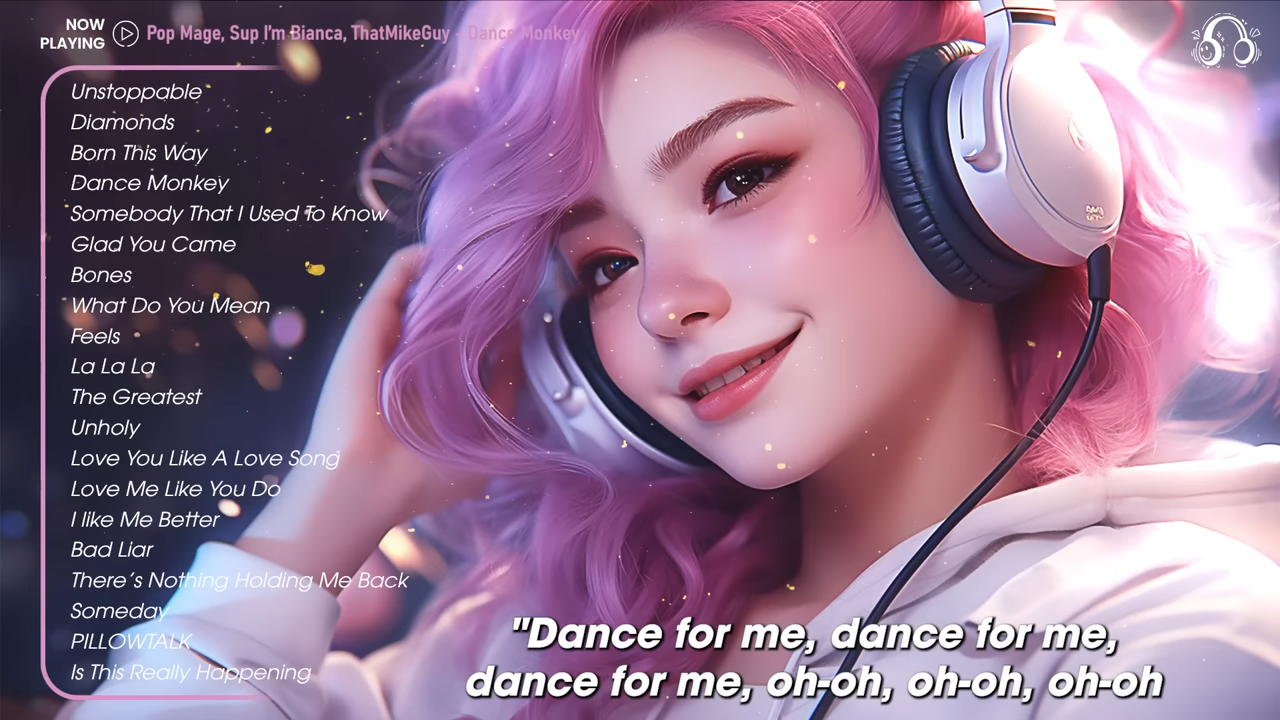 NOW
PLAYING
Pop Mage, Sup I'm Bianca, ThatMikeGuy - Dance Monkey
Unstoppable
Diamonds
Born This Way
Dance Monkey
Somebody That I Used To Know
Glad You Came
Bones
What Do You Mean
Feels
La La La
The Greatest
Unholy
Love You Like A Love Song
Love Me Like You Do
I like Me Better
Bad Liar
There's Nothing Holding Me Back
Someday
PILLOWTALK
Is This Really Happening
"Dance for me, dance for me,
dance for me, oh-oh, oh-oh, oh-oh